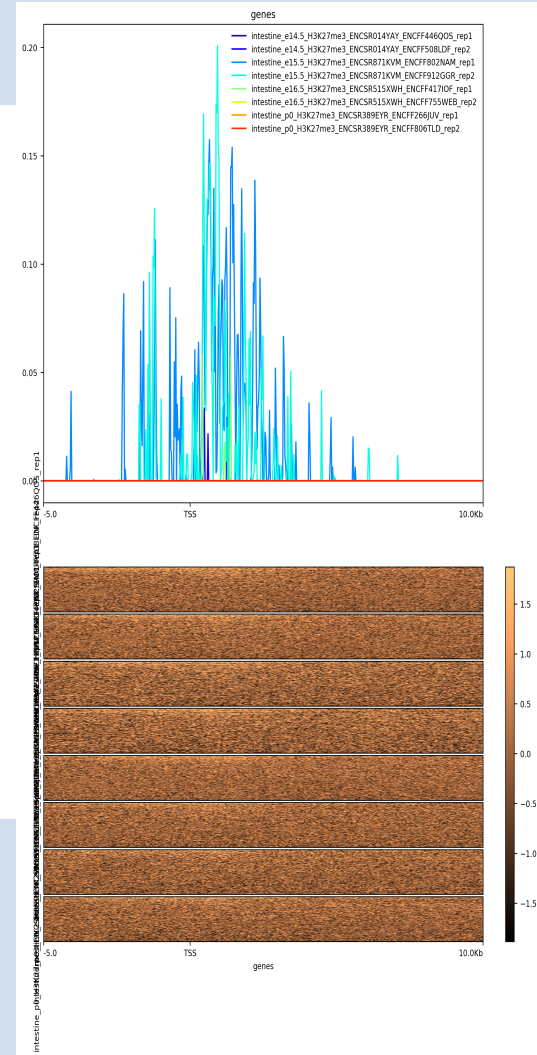 genes
0.20
0.15
0.10
0.05
0.00
intestine_e14.5_H3K27me3_ENCSR014YAY_ENCFF446QOS_rep1
intestine_e14.5_H3K27me3_ENCSR014YAY_ENCFF508LDF_rep2
intestine_e15.5_H3K27me3_ENCSR871KVM_ENCFF802NAM_rep1
intestine_e15.5_H3K27me3_ENCSR871KVM_ENCFF912GGR_rep2
intestine_e16.5_H3K27me3_ENCSR515XWH_ENCFF417IOF_rep1
intestine_e16.5_H3K27me3_ENCSR515XWH_ENCFF755WEB_rep2
intestine_p0_H3K27me3_ENCSR389EYR_ENCFF266JUV_rep1
intestine_p0_H3K27me3_ENCSR389EYR_ENCFF806TLD_rep2
-5.0 TSS 10.0Kb
1.5
1.0
0.5
0.0
−0.5
−1.0
−1.5
-5.0 TSS 10.0Kb
genes